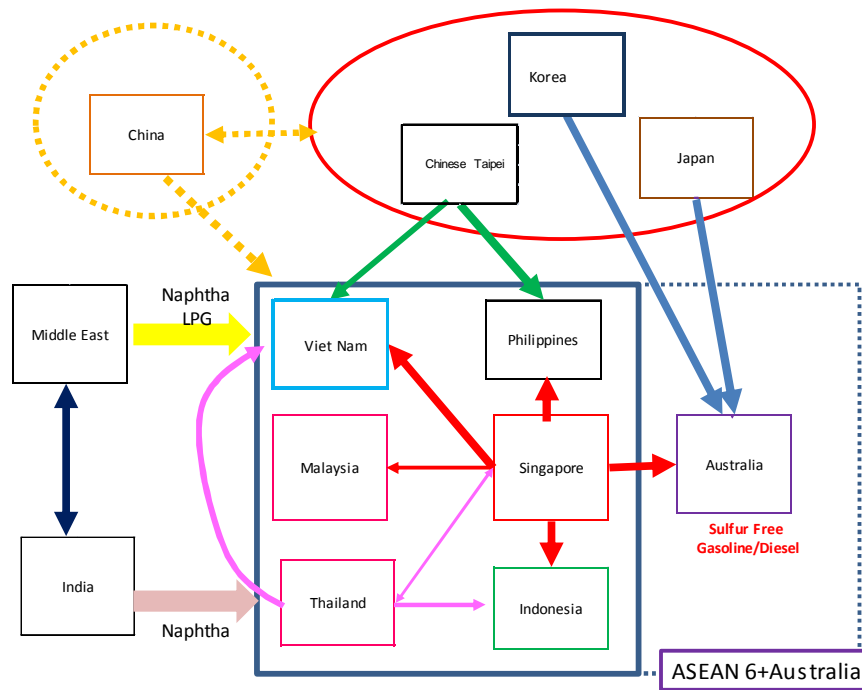 Korea
China
Chinese Taipei
Japan
Naphtha
LPG
Middle East
Viet Nam
Philippines
Malaysia
Singapore
Australia
Sulfur Free
Gasoline/Diesel
India
Thailand
Indonesia
Naphtha
ASEAN 6+Australia